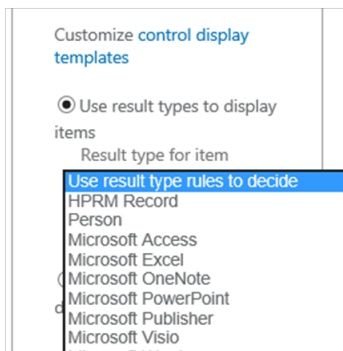 Customize control display
templates
Use result types to display
items
Result type for item
Use result type rules to decide
HPRM Record
Person
Microsoft Access
Microsoft Excel
Microsoft OneNote
Microsoft PowerPoint
Microsoft Publisher
Microsoft Visio